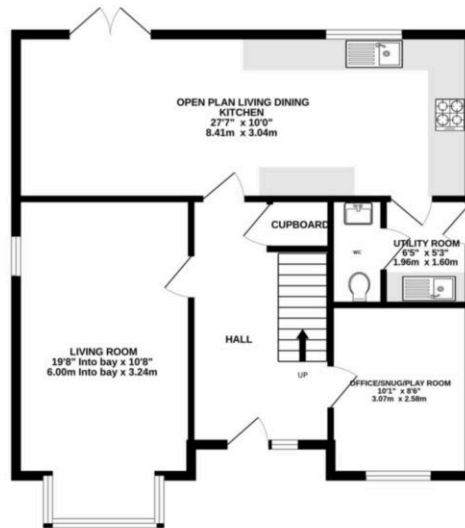 OPEN PLAN LIVING DINING
KITCHEN
27'7" x 10'0"
8.41m x 3.04m
CUPBOARD
WC
UTILITY ROOM
6'5" x 5'3"
1.96m x 1.60m
HALL
UP
LIVING ROOM
19'8" Into bay x 10'8"
6.00m Into bay x 3.24m
OFFICE/SNUG/PLAY ROOM
10'1" x 8'6"
3.07m x 2.58m